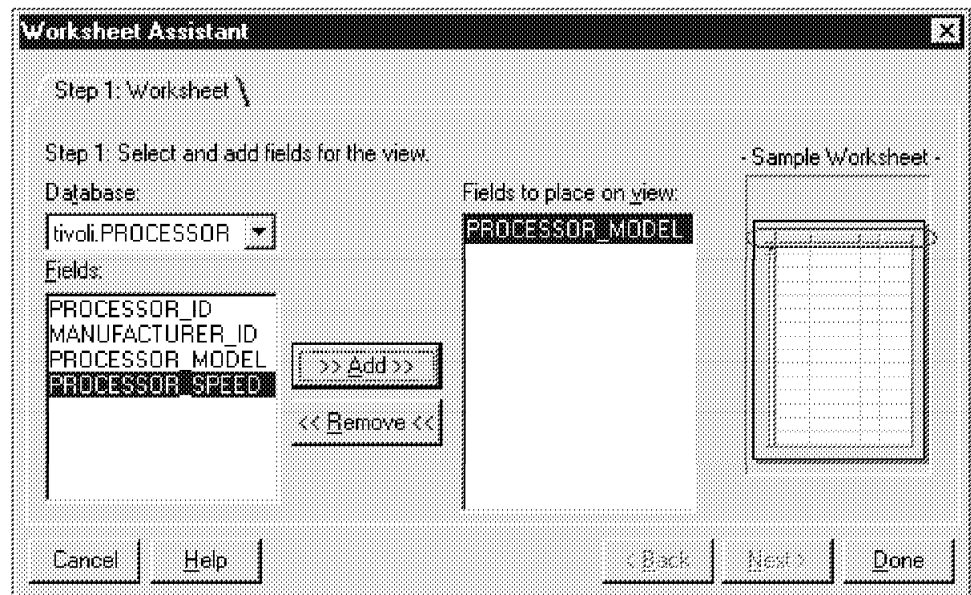 Worksheet Assistant
Step 1: Worksheet
Step 1: Select and add fields for the view.
Database:
tivoli.PROCESSOR
Fields:
PROCESSOR_ID
MANUFACTURER_ID
PROCESSOR_MODEL
PROCESSOR_SPEED
>> Add >>
<< Remove <<
Fields to place on view:
PROCESSOR_MODEL
- Sample Worksheet -
Cancel
Help
< Back
Next >
Done